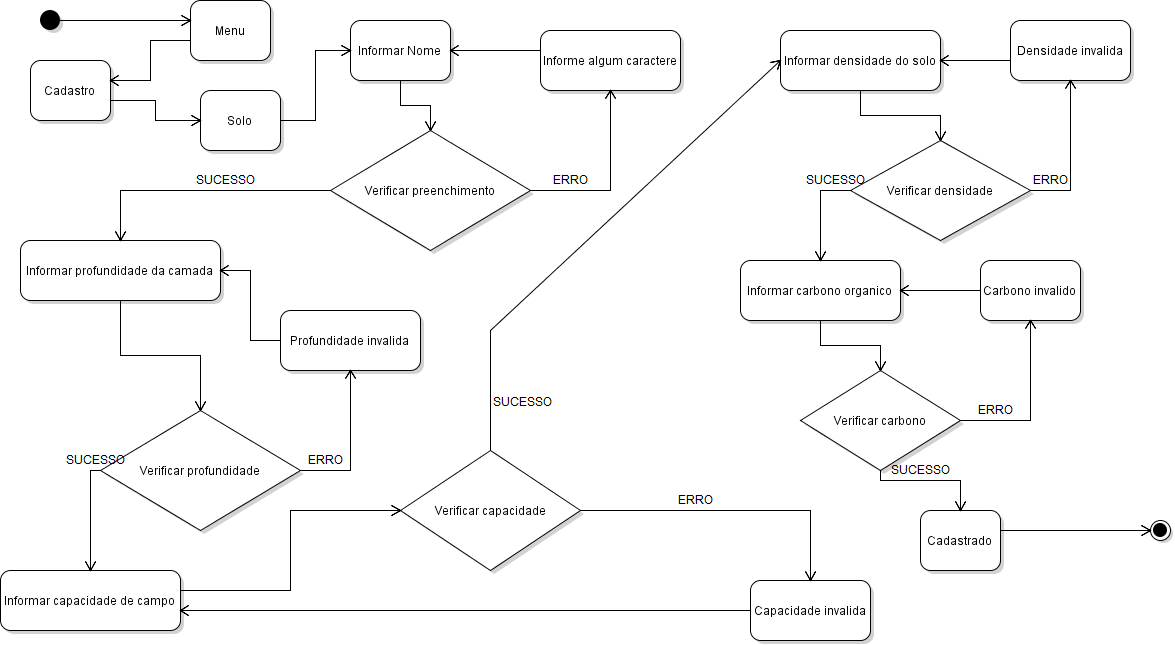 Menu
Cadastro
Solo
Informar Nome
Informe algum caractere
Verificar preenchimento
SUCESSO
ERRO
Informar profundidade da camada
Profundidade invalida
Verificar profundidade
SUCESSO
ERRO
Informar capacidade de campo
Verificar capacidade
SUCESSO
ERRO
Capacidade invalida
Informar densidade do solo
Densidade invalida
Verificar densidade
SUCESSO
ERRO
Informar carbono organico
Carbono invalido
Verificar carbono
ERRO
SUCESSO
Cadastrado